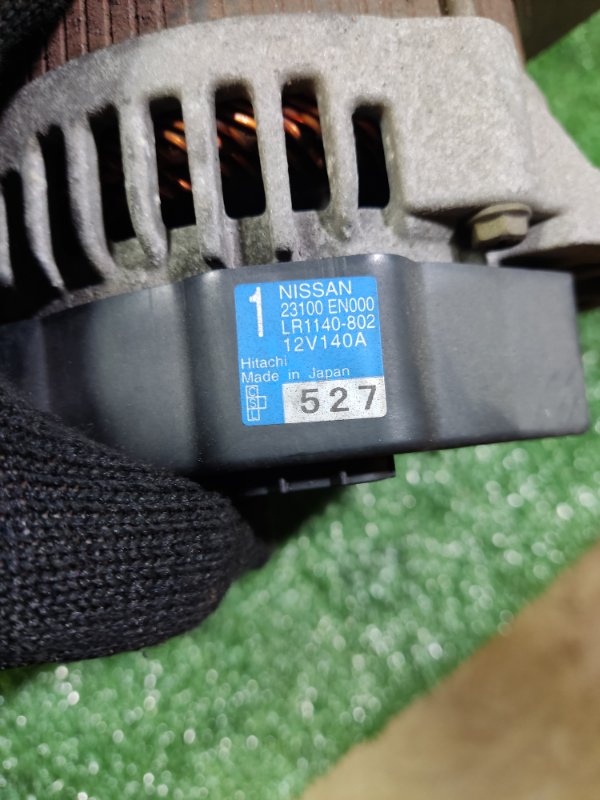 1
NISSAN
23100 EN000
LR1140-802
12V140A
Hitachi
Made in Japan
527